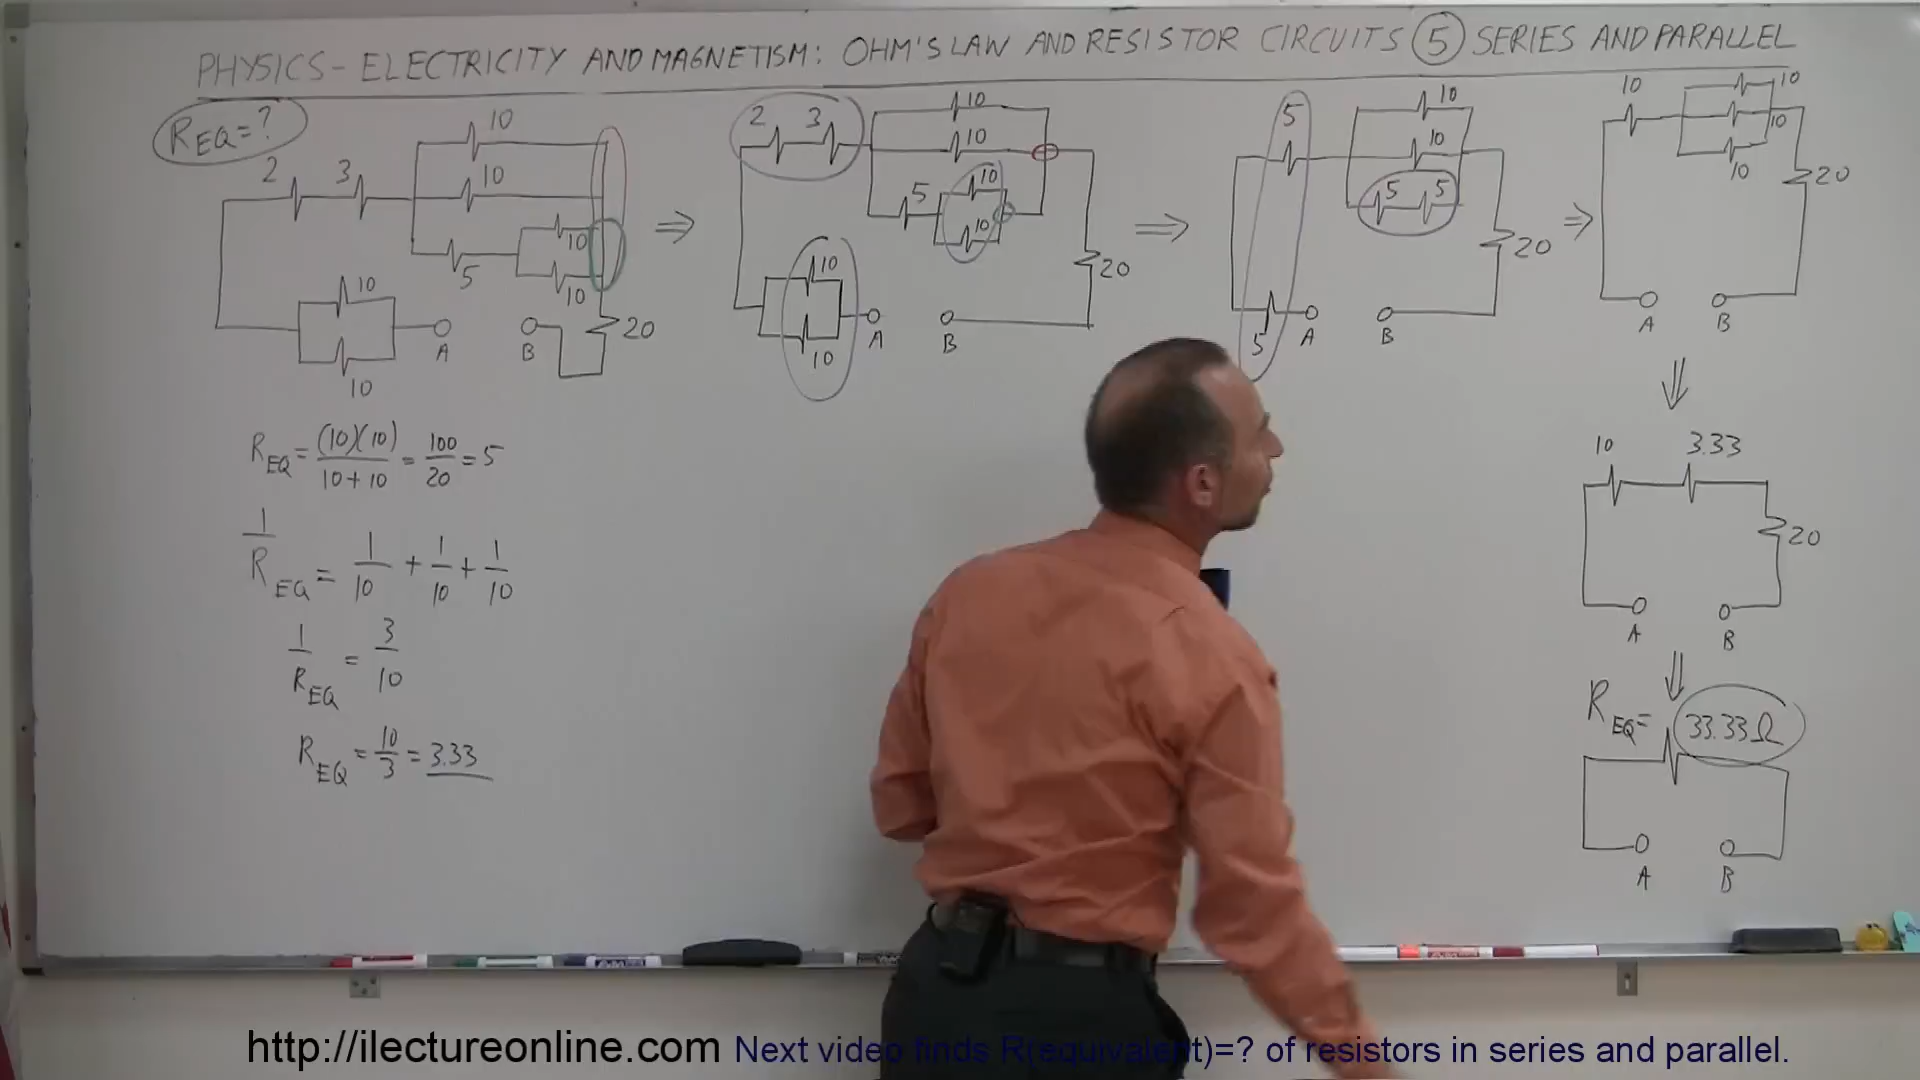 PHYSICS - ELECTRICITY AND MAGNETISM: OHM'S LAW AND RESISTOR CIRCUITS 5 SERIES AND PARALLEL
REQ = ?
2 3 10
10
5 10
10
10
10
A B 20
⇒
2 3 10
10
5 10
10
10
10
A B 20
⇒
5 10
10
5 5
5
A B 20
⇒
10 10
10
10
20
A B
⇓
10 3.33
20
A B
⇓
REQ = 33.33Ω
A B
REQ = (10)(10) / 10+10 = 100 / 20 = 5
1 / REQ = 1/10 + 1/10 + 1/10
1 / REQ = 3 / 10
REQ = 10/3 = 3.33
http://ilectureonline.com Next video finds R(equivalent)=? of resistors in series and parallel.